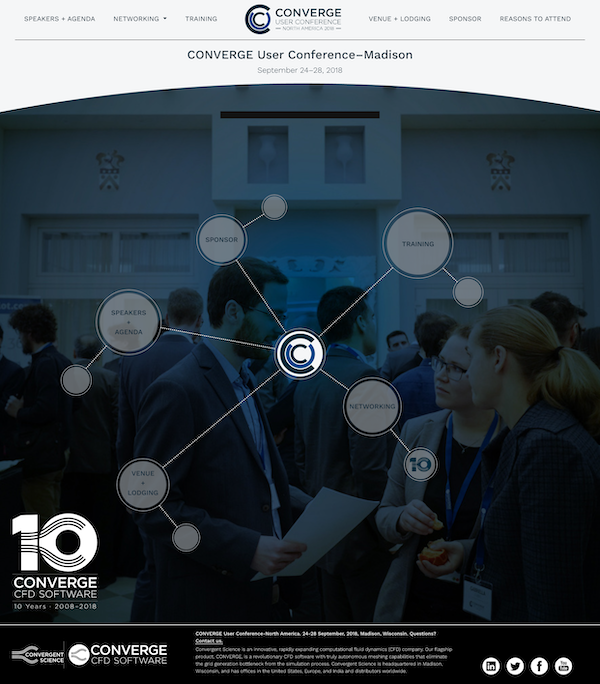 SPEAKERS + AGENDA
NETWORKING
TRAINING
CONVERGE
USER CONFERENCE
NORTH AMERICA 2018
VENUE + LODGING
SPONSOR
REASONS TO ATTEND
CONVERGE User Conference–Madison
September 24–28, 2018
SPONSOR
TRAINING
SPEAKERS
+
AGENDA
NETWORKING
10
VENUE
+
LODGING
10
CONVERGE
CFD SOFTWARE
10 Years · 2008–2018
CONVERGENT
SCIENCE
CONVERGE
CFD SOFTWARE
CONVERGE User Conference–North America. 24–28 September, 2018. Madison, Wisconsin. Questions?
Contact us.
Convergent Science is an innovative, rapidly expanding computational fluid dynamics (CFD) company. Our flagship
product, CONVERGE, is a revolutionary CFD software with truly autonomous meshing capabilities that eliminate
the grid generation bottleneck from the simulation process. Convergent Science is headquartered in Madison,
Wisconsin, and has offices in the United States, Europe, and India and distributors worldwide.
in
f
You
Tube